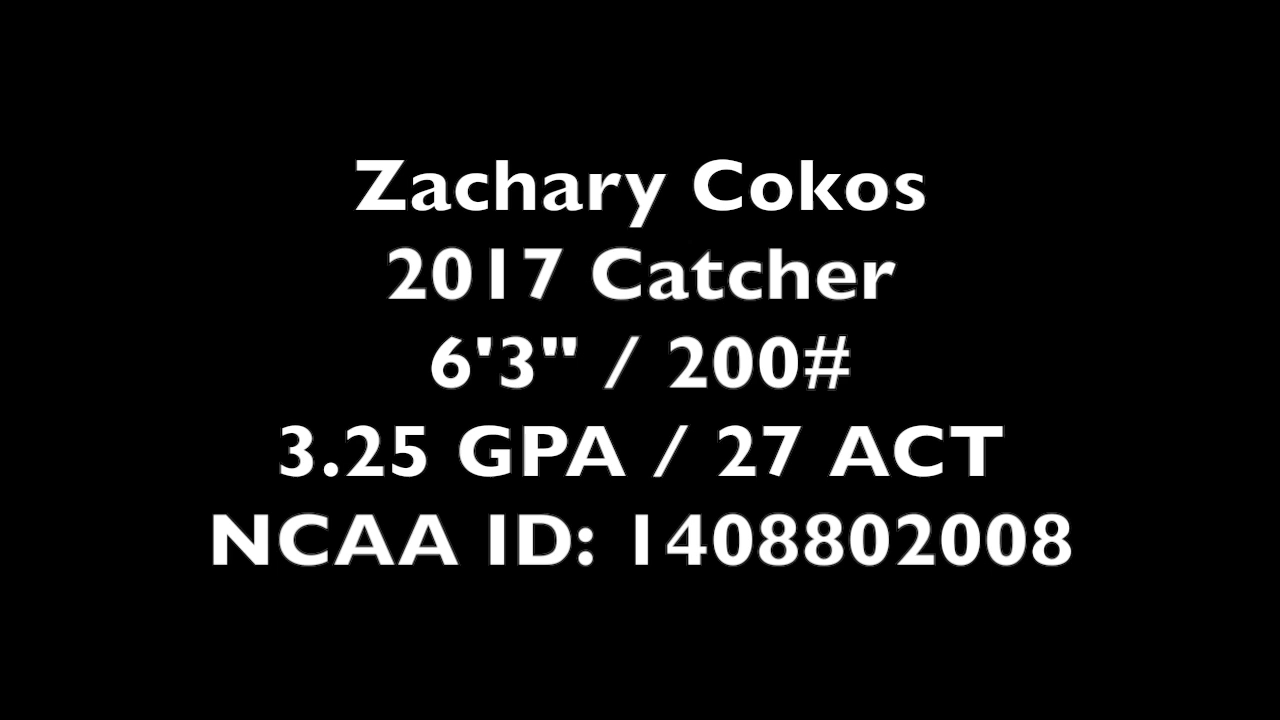 Zachary Cokos
2017 Catcher
6'3" / 200#
3.25 GPA / 27 ACT
NCAA ID: 1408802008